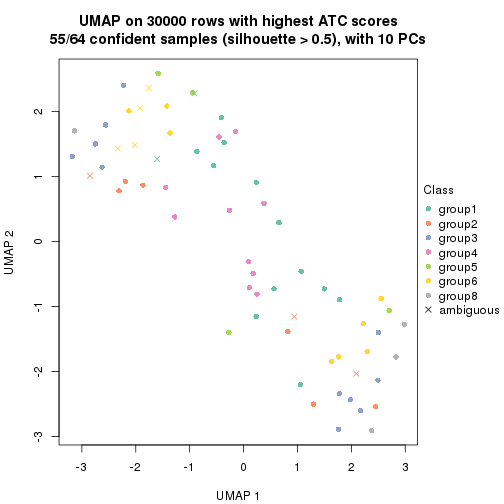 UMAP on 30000 rows with highest ATC scores
55/64 confident samples (silhouette > 0.5), with 10 PCs
2
1
0
-1
-2
-3
UMAP 2
-3
-2
-1
0
1
2
3
UMAP 1
Class
group1
group2
group3
group4
group5
group6
group8
ambiguous